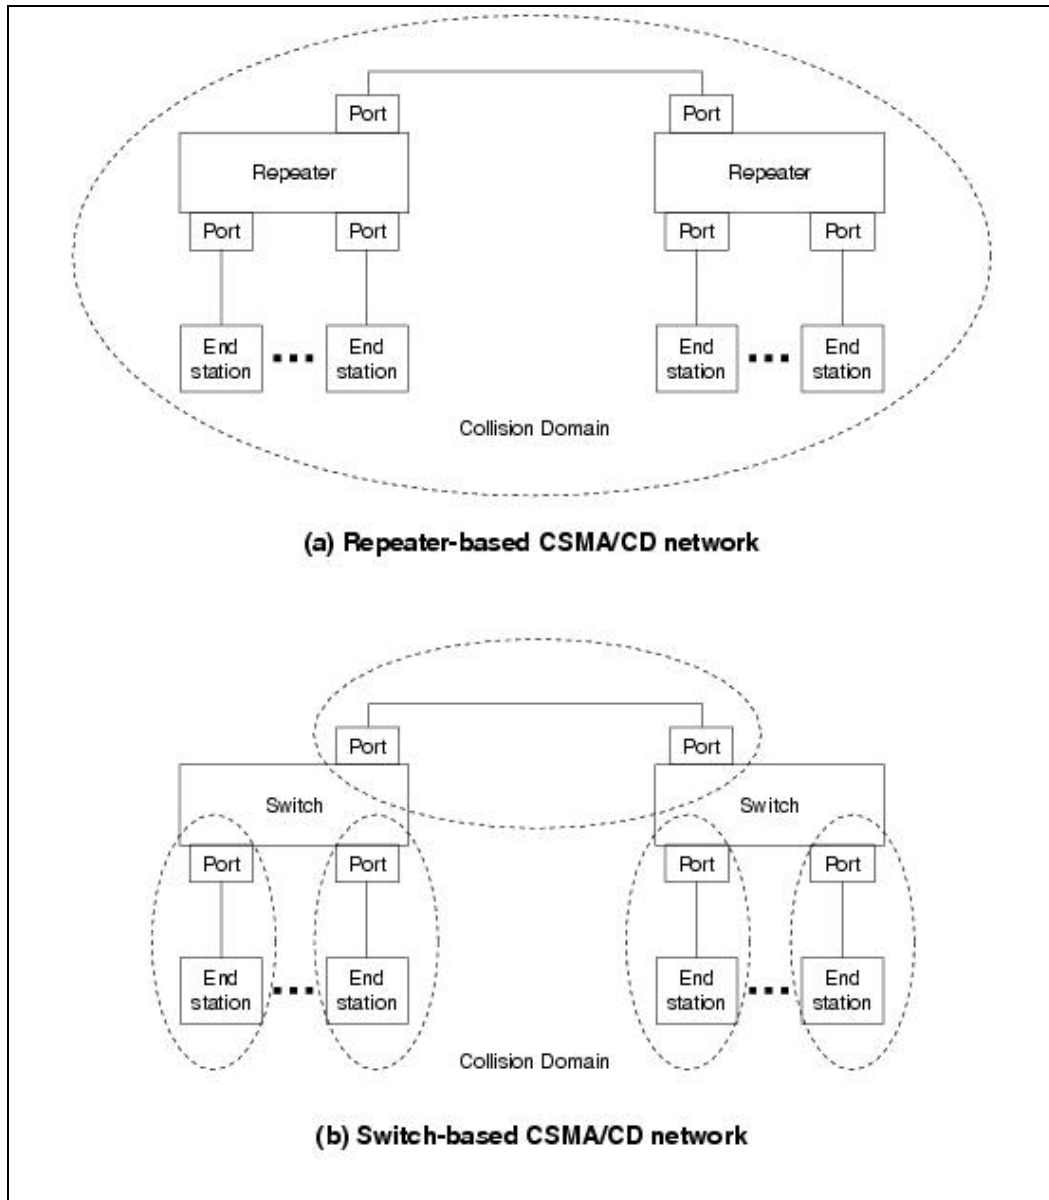 Port Port
Repeater Repeater
Port Port Port Port
End station End station End station End station
Collision Domain
(a) Repeater-based CSMA/CD network
Port Port
Switch Switch
Port Port Port Port
End station End station End station End station
Collision Domain
(b) Switch-based CSMA/CD network